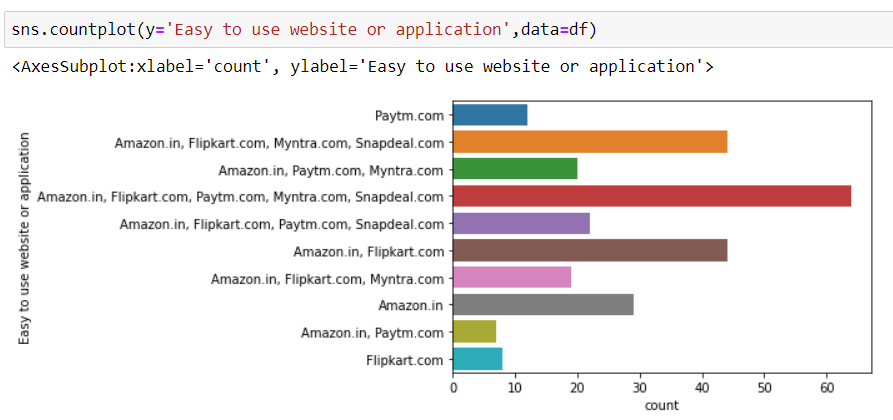 sns.countplot(y='Easy to use website or application',data=df)
<AxesSubplot:xlabel='count', ylabel='Easy to use website or application'>
Easy to use website or application
Paytm.com
Amazon.in, Flipkart.com, Myntra.com, Snapdeal.com
Amazon.in, Paytm.com, Myntra.com
Amazon.in, Flipkart.com, Paytm.com, Myntra.com, Snapdeal.com
Amazon.in, Flipkart.com, Paytm.com, Snapdeal.com
Amazon.in, Flipkart.com
Amazon.in, Flipkart.com, Myntra.com
Amazon.in
Amazon.in, Paytm.com
Flipkart.com
0 10 20 30 40 50 60
count